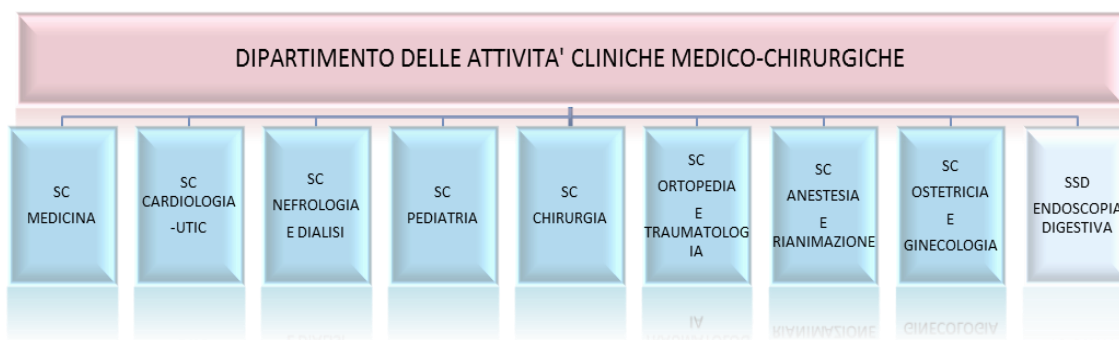 DIPARTIMENTO DELLE ATTIVITA' CLINICHE MEDICO-CHIRURGICHE
SC
MEDICINA
SC
CARDIOLOGIA
-UTIC
SC
NEFROLOGIA
E DIALISI
SC
PEDIATRIA
SC
CHIRURGIA
SC
ORTOPEDIA
E
TRAUMATOLOG
IA
SC
ANESTESIA
E
RIANIMAZIONE
SC
OSTETRICIA
E
GINECOLOGIA
SSD
ENDOSCOPIA
DIGESTIVA